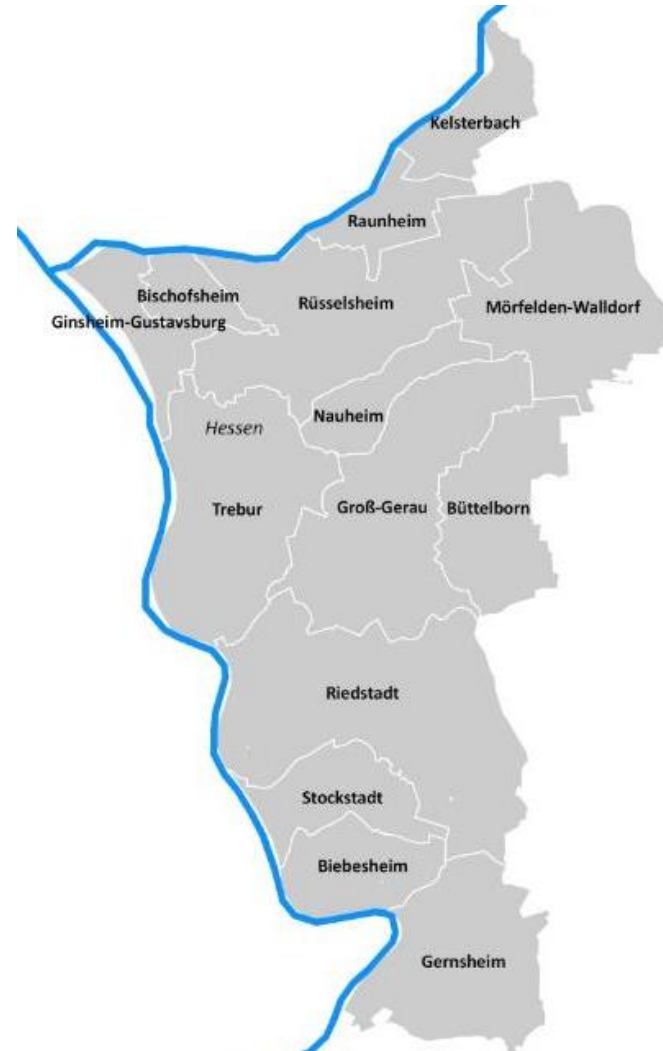 Kelsterbach
Raunheim
Bischofsheim
Rüsselsheim
Mörfelden-Walldorf
Ginsheim-Gustavsburg
Nauheim
Hessen
Trebur
Groß-Gerau
Büttelborn
Riedstadt
Stockstadt
Biebesheim
Gernsheim